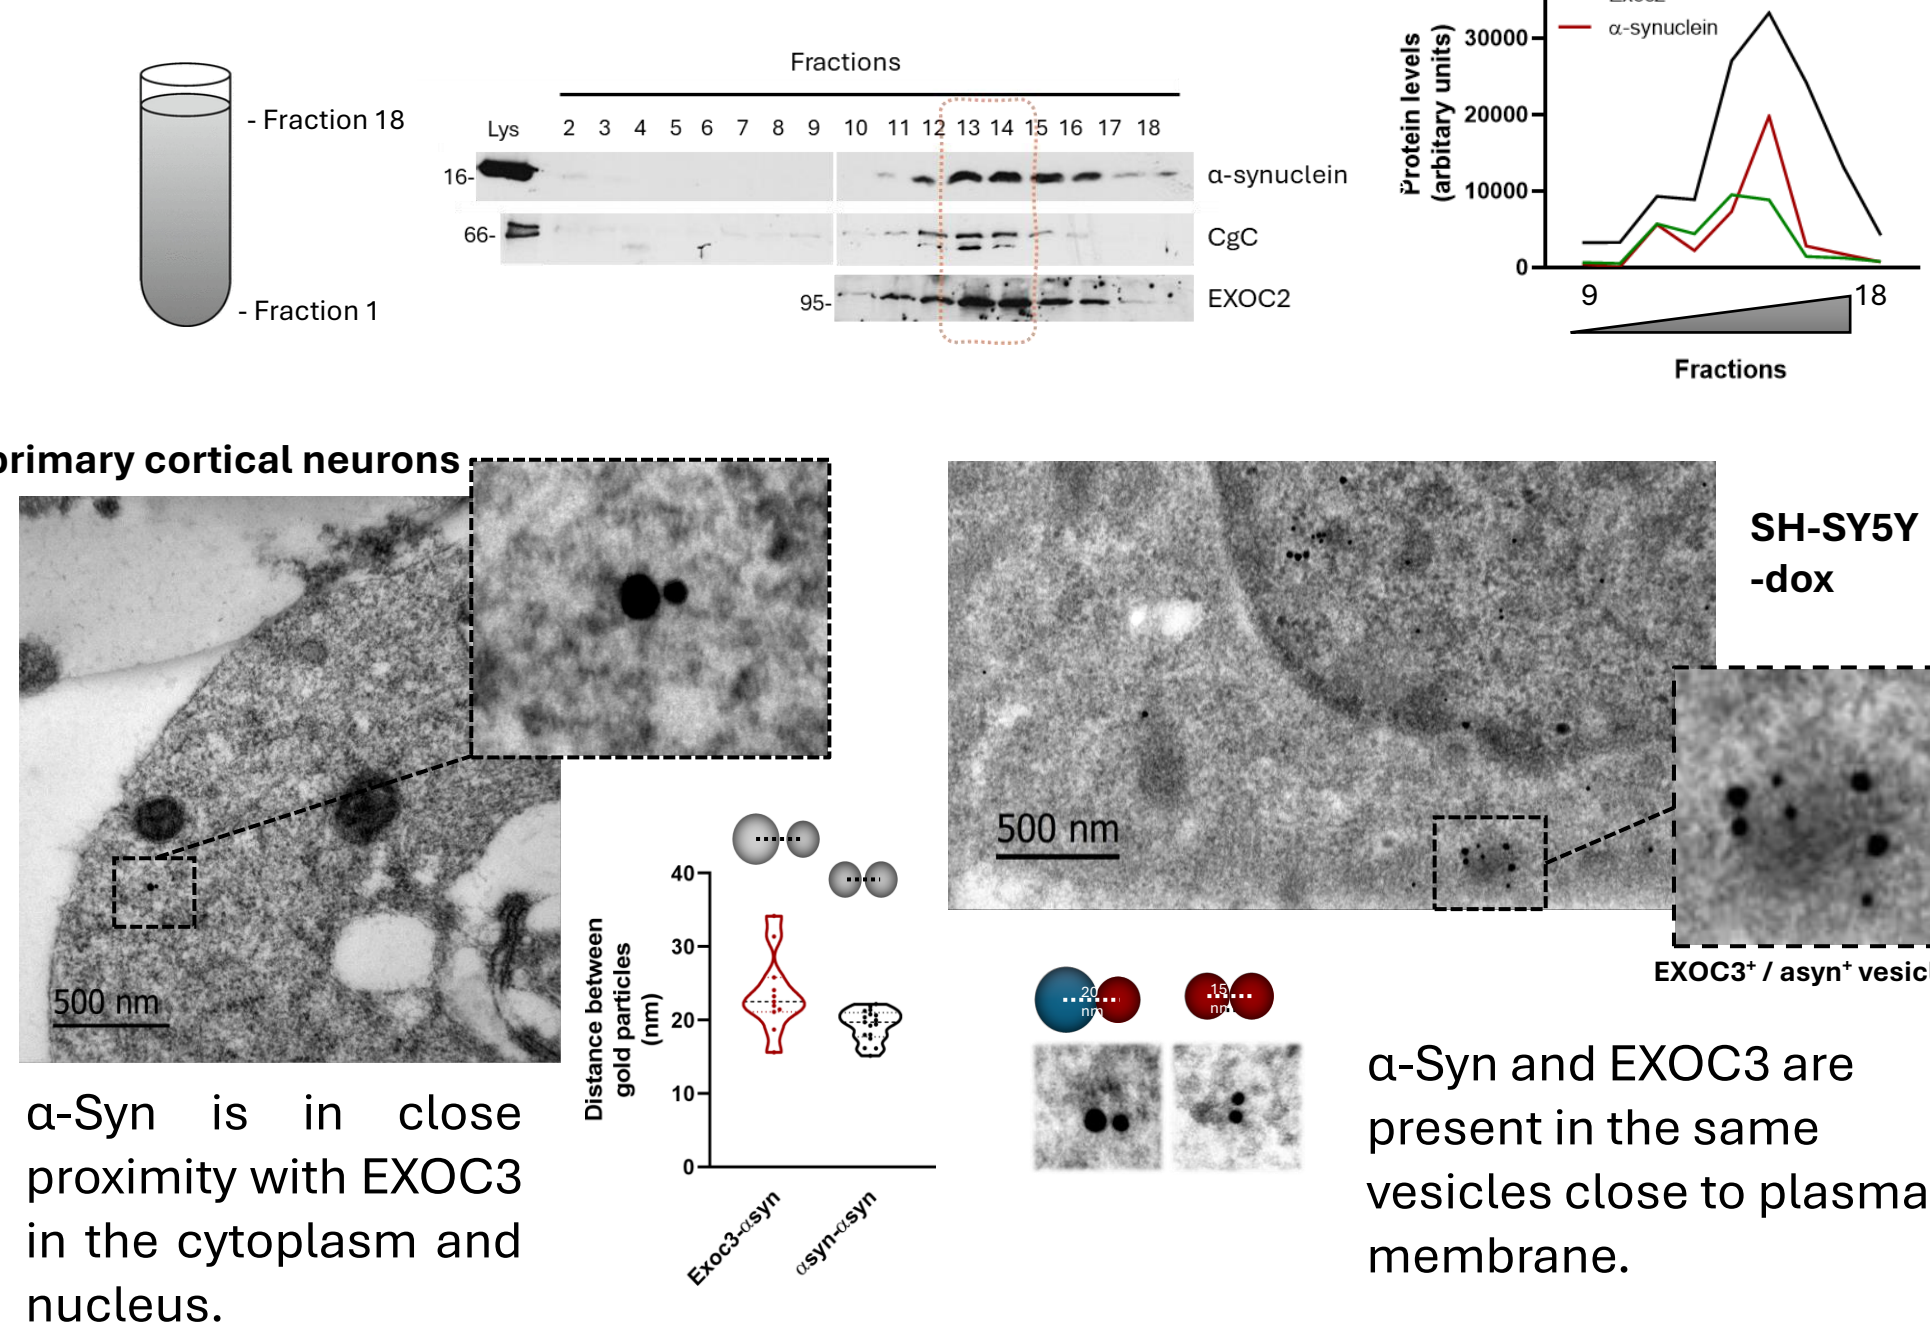 Fractions
- Fraction 18
- Fraction 1
Lys 2 3 4 5 6 7 8 9 10 11 12 13 14 15 16 17 18
16- α-synuclein
66- CgC
95- EXOC2
α-synuclein
Protein levels
(arbitary units)
30000
20000
10000
0
9 18
Fractions
primary cortical neurons
500 nm
SH-SY5Y
-dox
500 nm
EXOC3⁺ / asyn⁺
Distance between
gold particles
(nm)
40
30
20
10
0
Exoc3-αsyn
αsyn-αsyn
20
nm
15
nm
α-Syn is in close
proximity with EXOC3
in the cytoplasm and
nucleus.
α-Syn and EXOC3 are
present in the same
vesicles close to plasma
membrane.